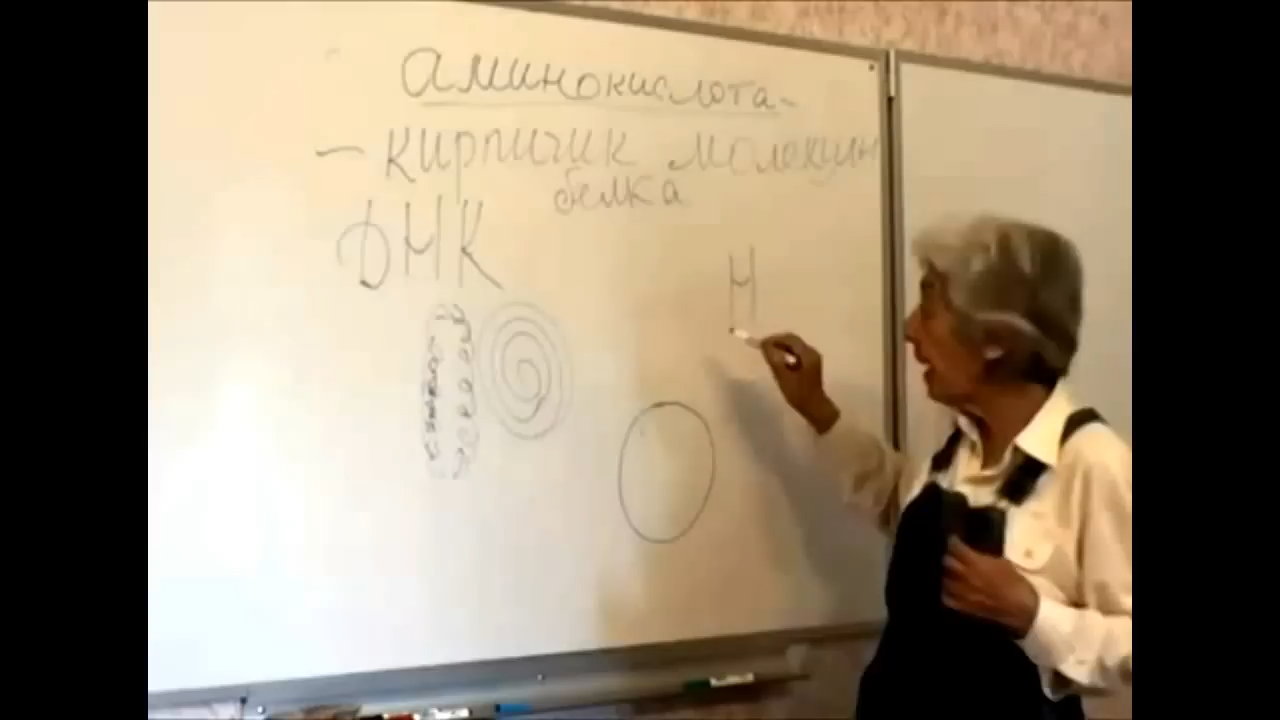 аминокислота -
- кирпичик молекулы
белка
ДНК
Н